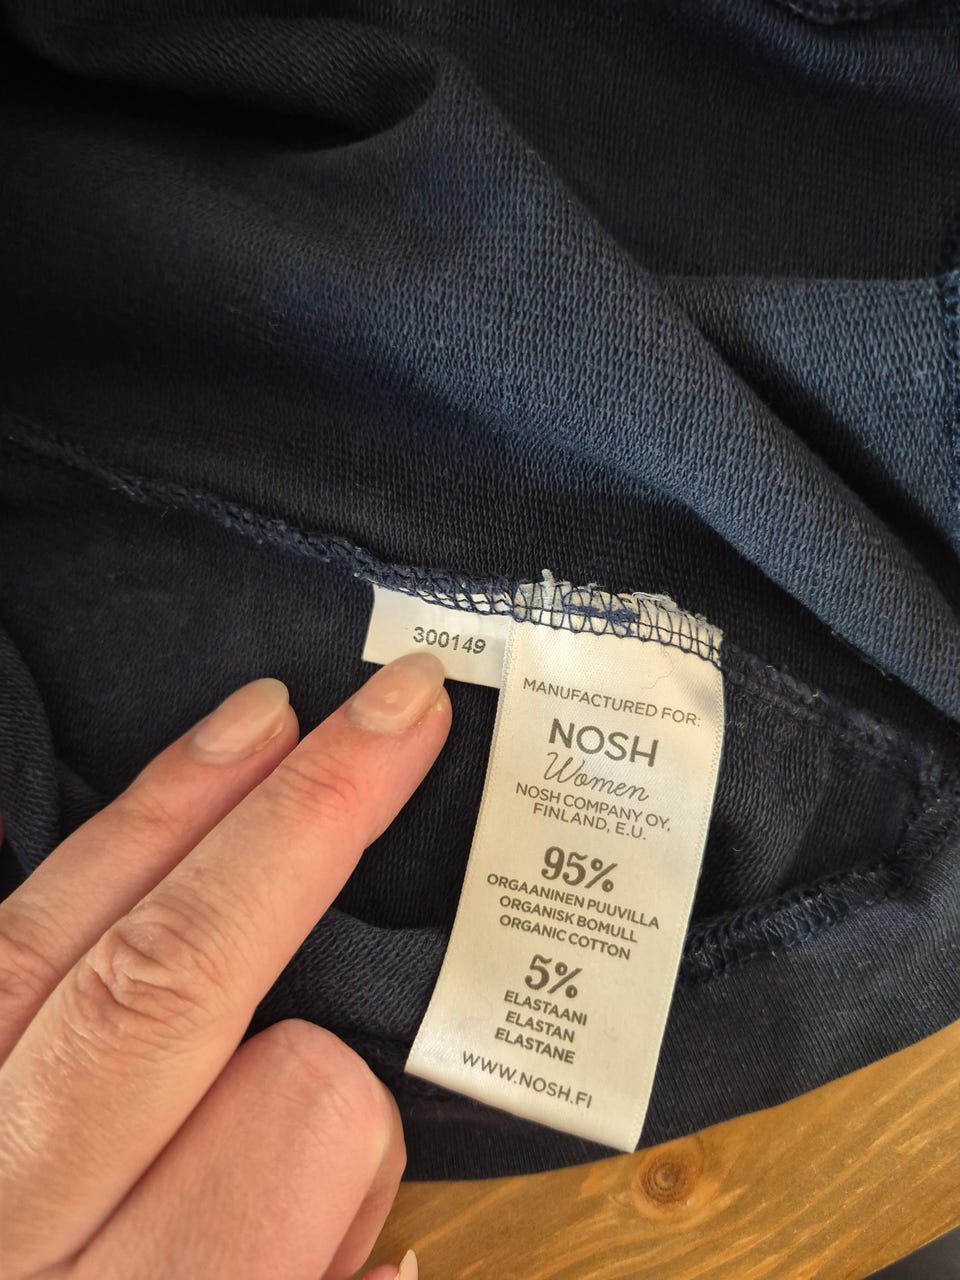 300149
MANUFACTURED FOR:
NOSH
Women
NOSH COMPANY OY,
FINLAND, E.U.
95%
ORGAANINEN PUUVILLA
ORGANISK BOMULL
ORGANIC COTTON
5%
ELASTAANI
ELASTAN
ELASTANE
WWW.NOSH.FI